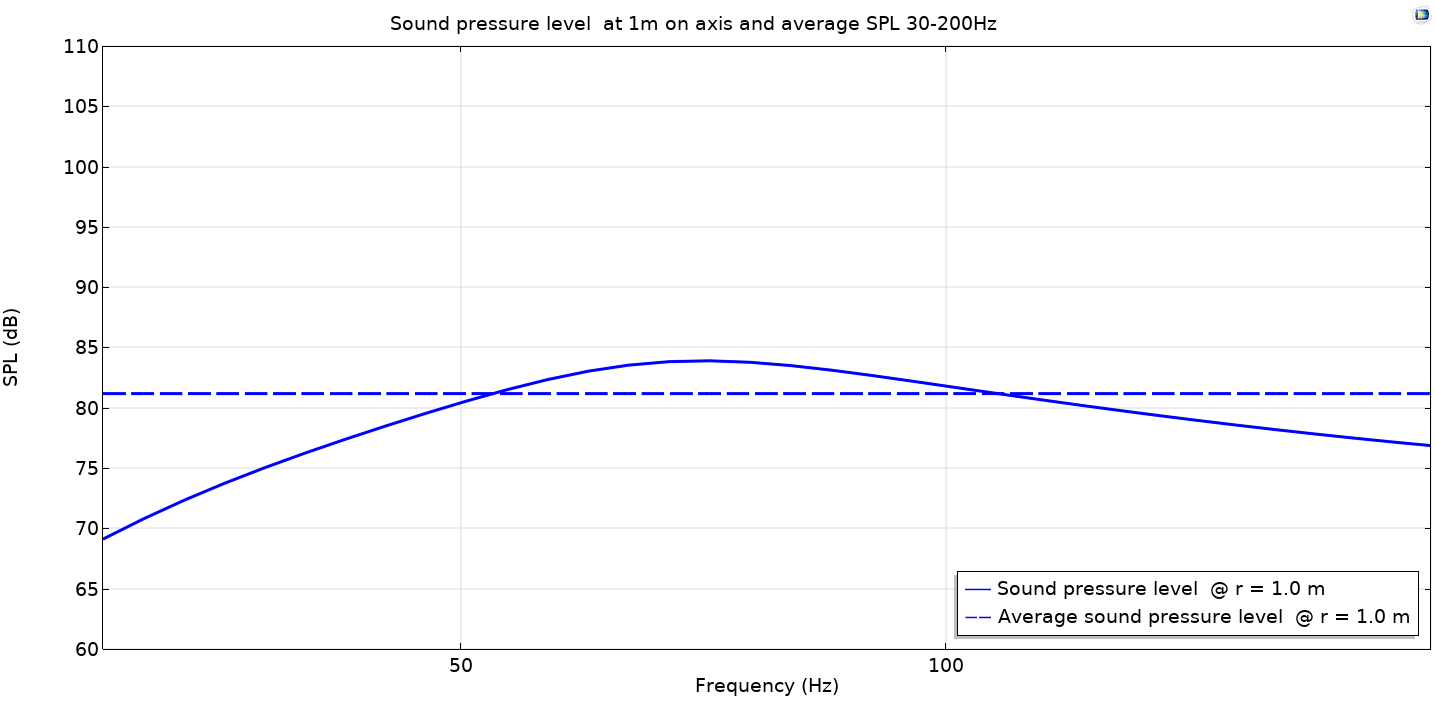 Sound pressure level  at 1m on axis and average SPL 30-200Hz
110
105
100
95
90
85
80
75
70
65
60
SPL (dB)
50
100
Frequency (Hz)
Sound pressure level  @ r = 1.0 m
Average sound pressure level  @ r = 1.0 m